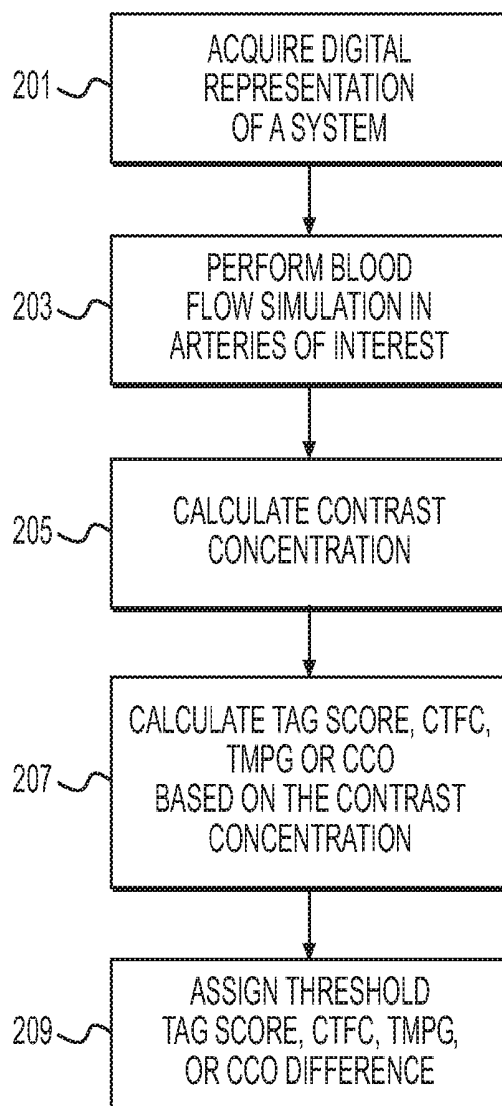 201
ACQUIRE DIGITAL
REPRESENTATION
OF A SYSTEM
203
PERFORM BLOOD
FLOW SIMULATION IN
ARTERIES OF INTEREST
205
CALCULATE CONTRAST
CONCENTRATION
207
CALCULATE TAG SCORE, CTFC,
TMPG OR CCO
BASED ON THE CONTRAST
CONCENTRATION
209
ASSIGN THRESHOLD
TAG SCORE, CTFC, TMPG,
OR CCO DIFFERENCE